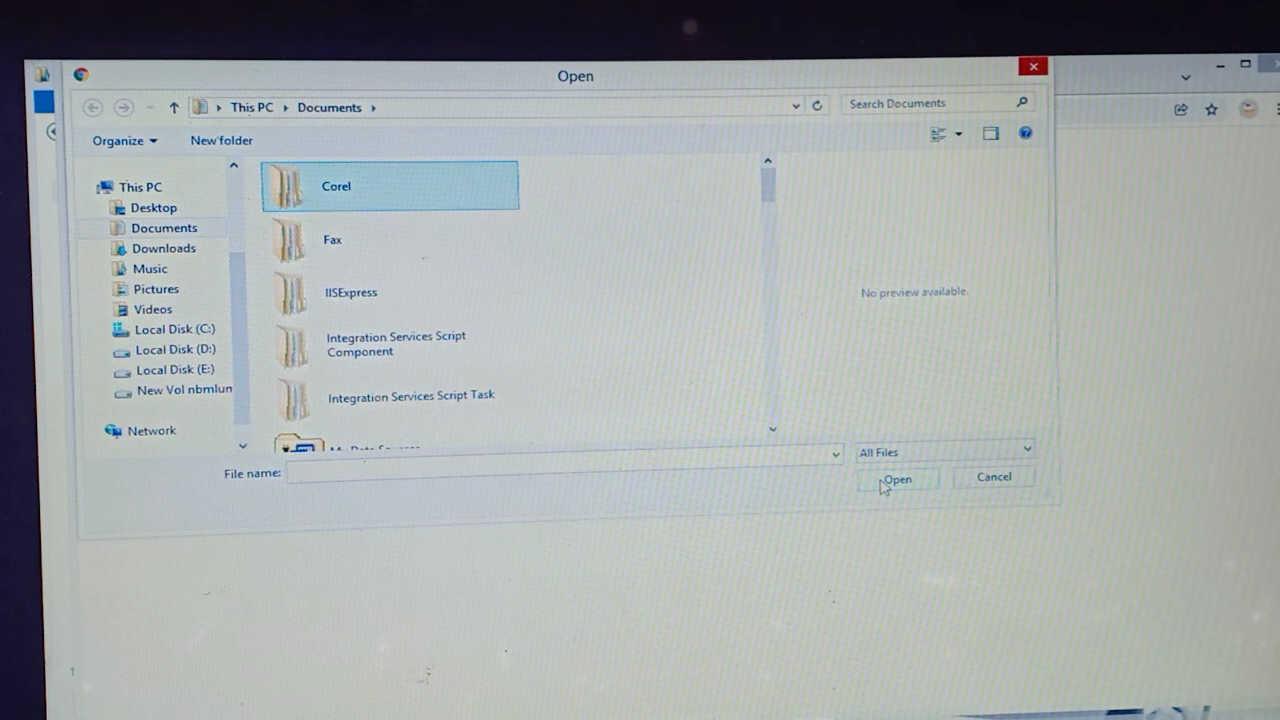 Open
This PC
Documents
Search Documents
Organize
New folder
This PC
Desktop
Documents
Downloads
Music
Pictures
Videos
Local Disk (C:)
Local Disk (D:)
Local Disk (E:)
New Vol nbmlun
Network
Corel
Fax
IISExpress
Integration Services Script
Component
Integration Services Script Task
No preview available.
File name:
All Files
Open
Cancel
1